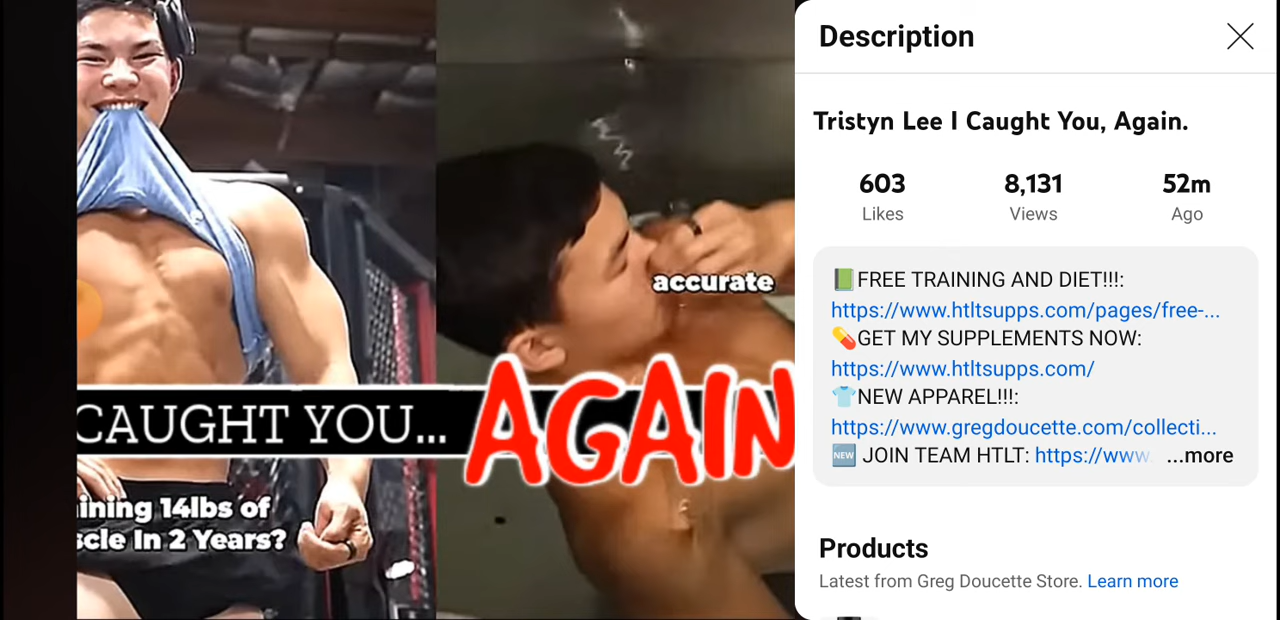 accurate
CAUGHT YOU...
AGAIN
ining 14lbs of
scle In 2 Years?
Description
Tristyn Lee I Caught You, Again.
603
8,131
52m
Likes
Views
Ago
📗FREE TRAINING AND DIET!!!:
https://www.htltsupps.com/pages/free-...
💊GET MY SUPPLEMENTS NOW:
https://www.htltsupps.com/
👕NEW APPAREL!!!:
https://www.gregdoucette.com/collecti...
🆕 JOIN TEAM HTLT: https://www. ...more
Products
Latest from Greg Doucette Store. Learn more